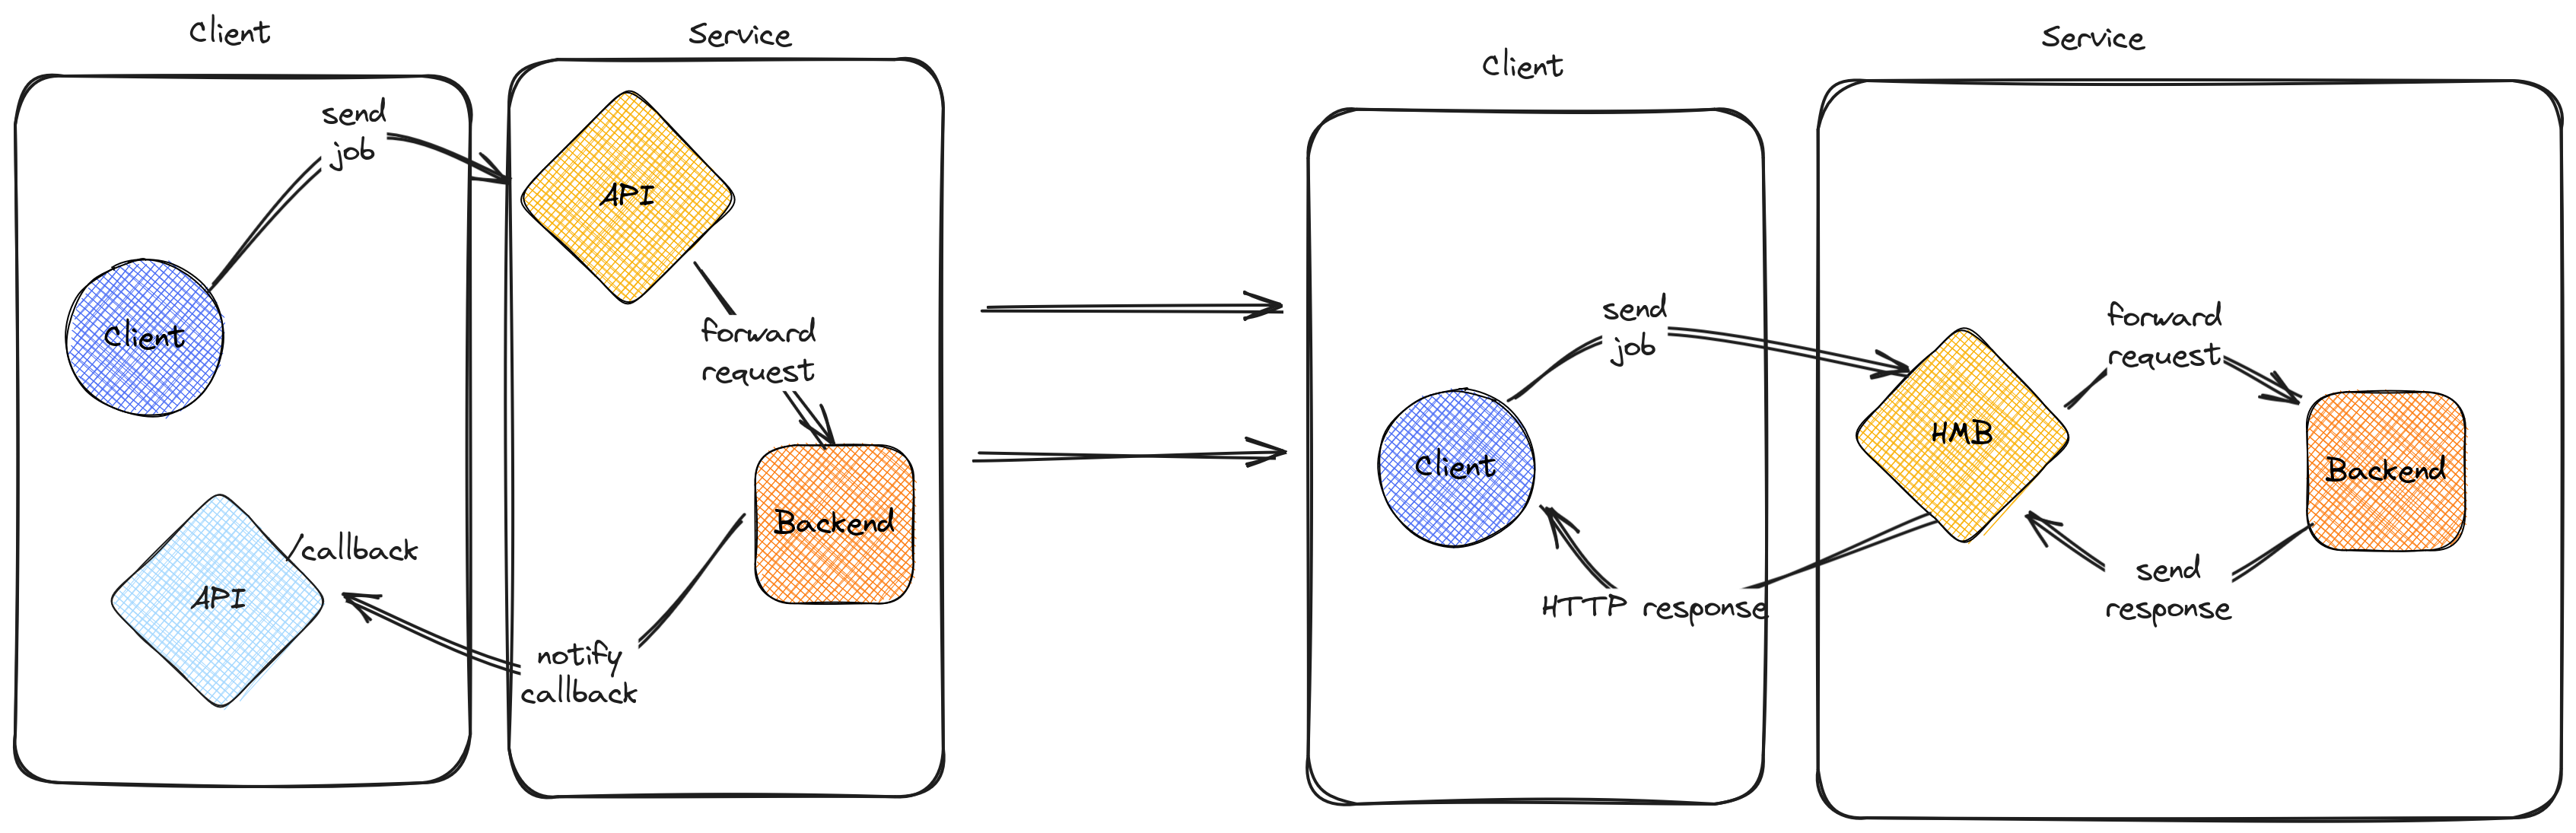 Client
Service
send
job
API
Client
forward
request
Backend
/callback
API
notify
callback
Client
Service
send
job
forward
request
HMB
Client
Backend
HTTP response
send
response